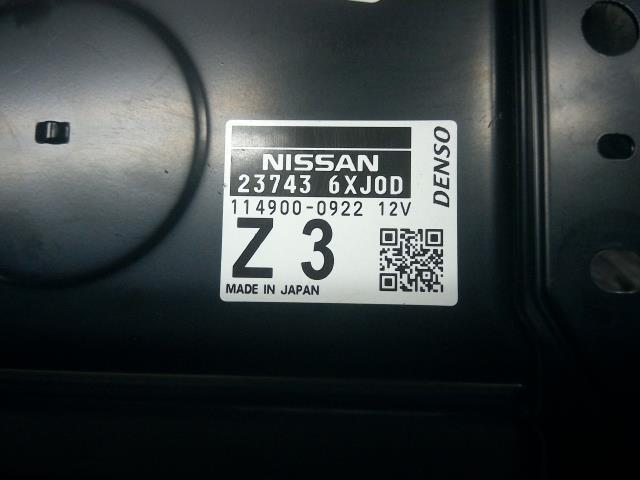 NISSAN
23743 6XJ0D
114900-0922 12V
Z 3
MADE IN JAPAN
DENSO